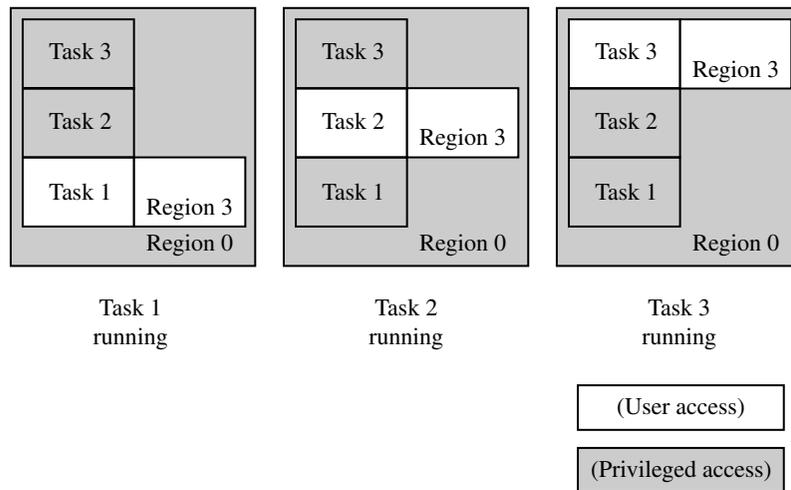 Task 3
Task 2
Task 1
Region 3
Region 0
Task 1
running
Task 3
Task 2
Region 3
Task 1
Region 0
Task 2
running
Task 3
Region 3
Task 2
Task 1
Region 0
Task 3
running
(User access)
(Privileged access)